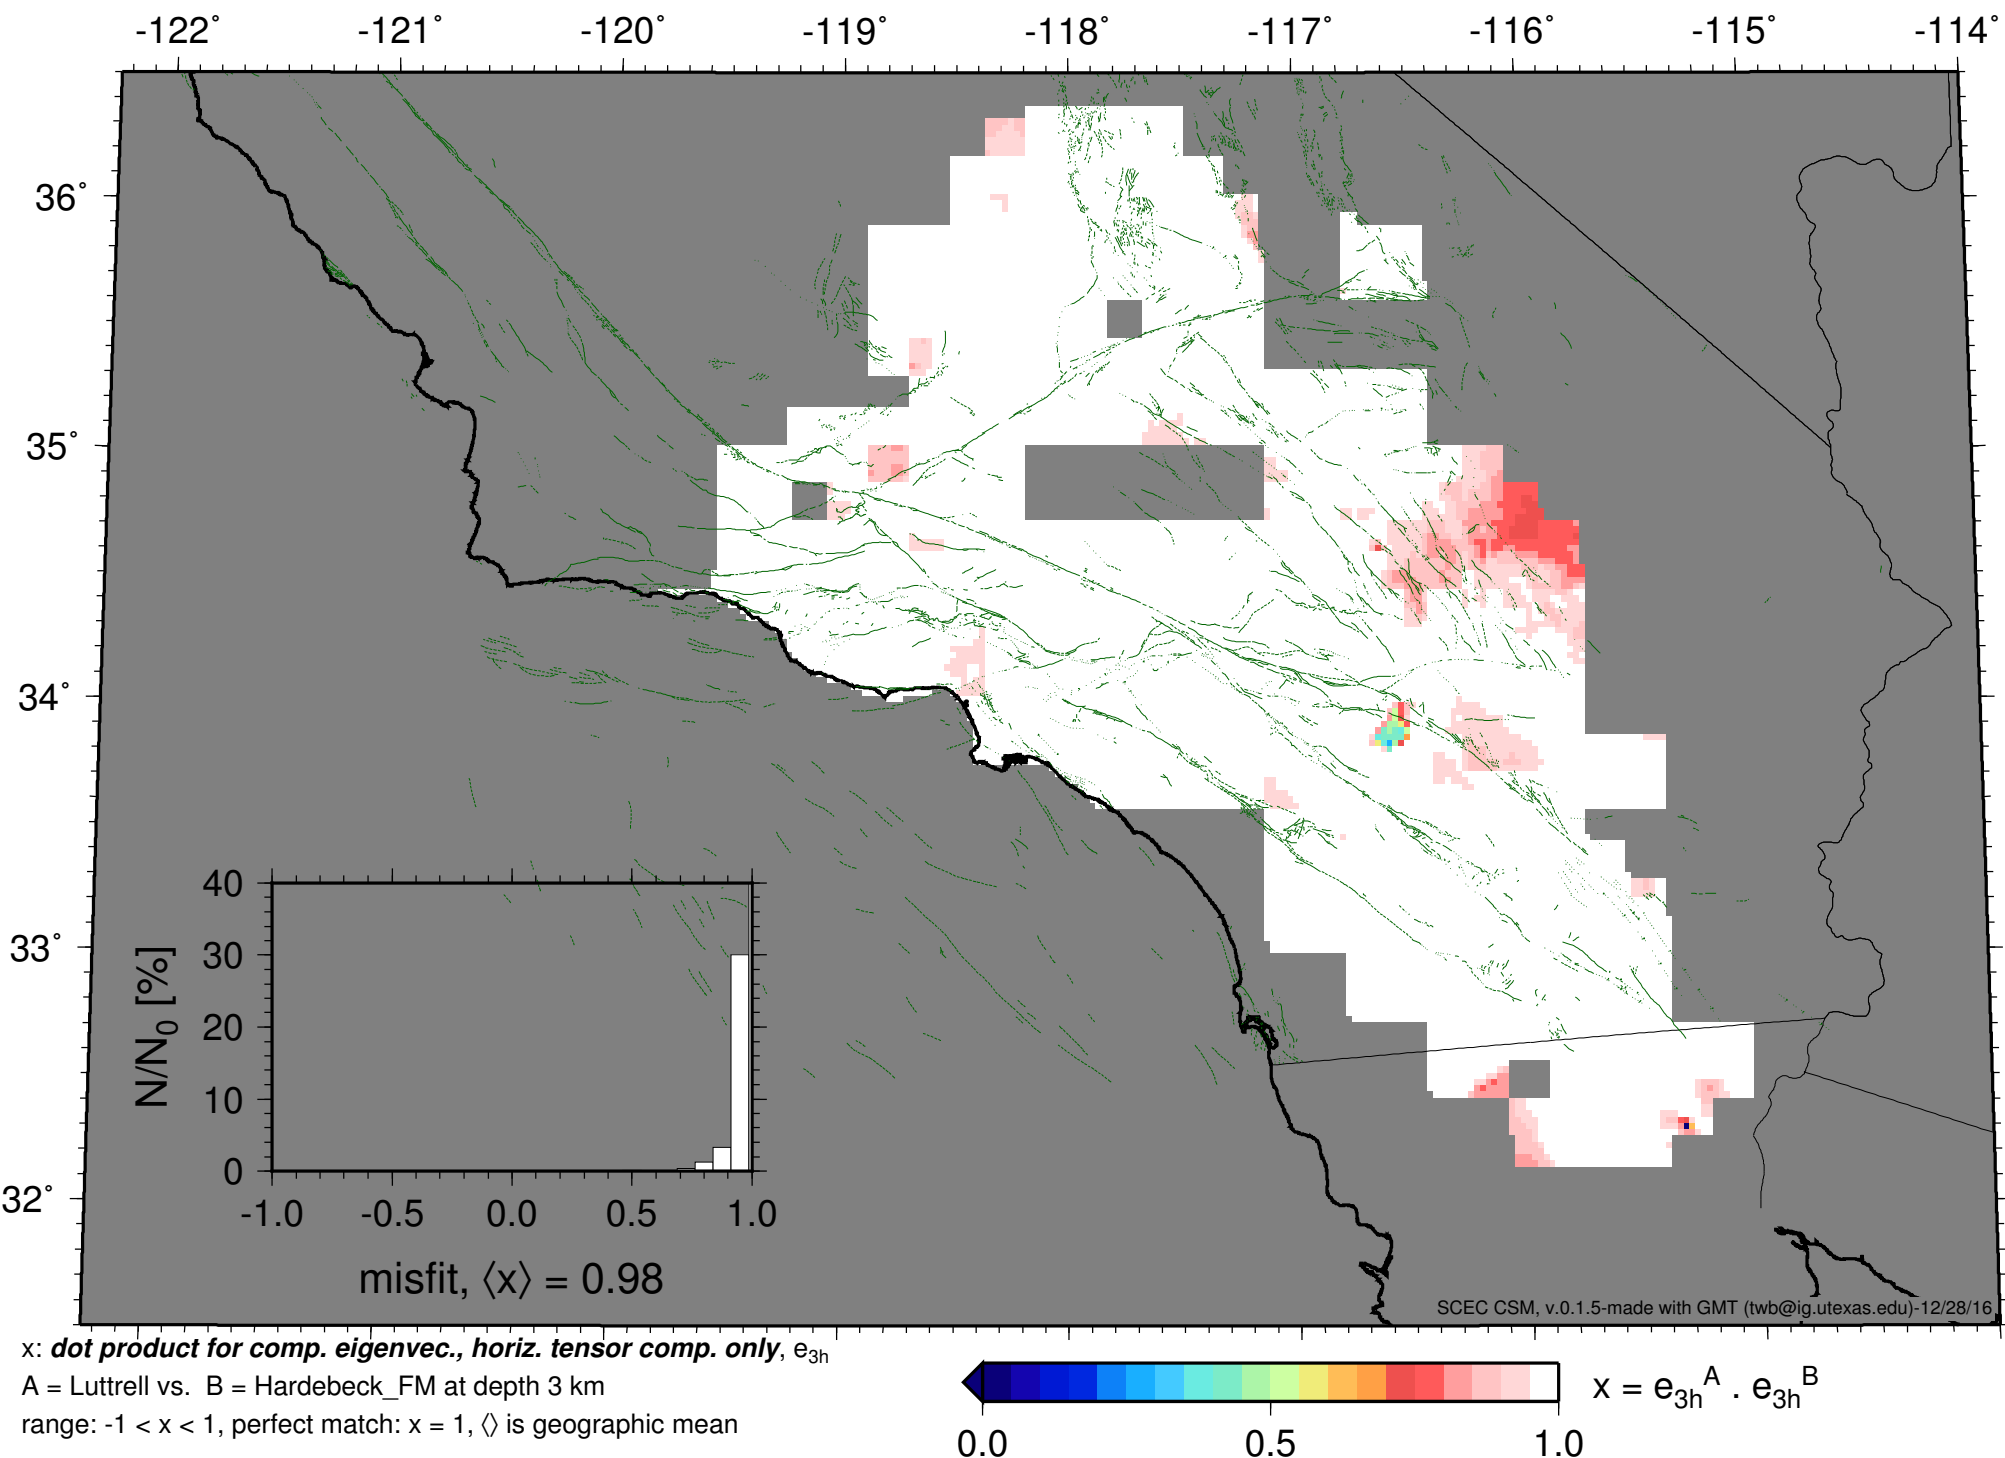 -122° -121° -120° -119° -118° -117° -116° -115° -114°
36°
35°
34°
33°
32°
40
30
20
10
0
N/N0 [%]
-1.0 -0.5 0.0 0.5 1.0
misfit, ⟨x⟩ = 0.98
SCEC CSM, v.0.1.5-made with GMT (twb@ig.utexas.edu)-12/28/16
x: dot product for comp. eigenvec., horiz. tensor comp. only, e3h
A = Luttrell vs. B = Hardebeck_FM at depth 3 km
range: -1 < x < 1, perfect match: x = 1, ⟨⟩ is geographic mean
0.0 0.5 1.0
x = e3h^A . e3h^B